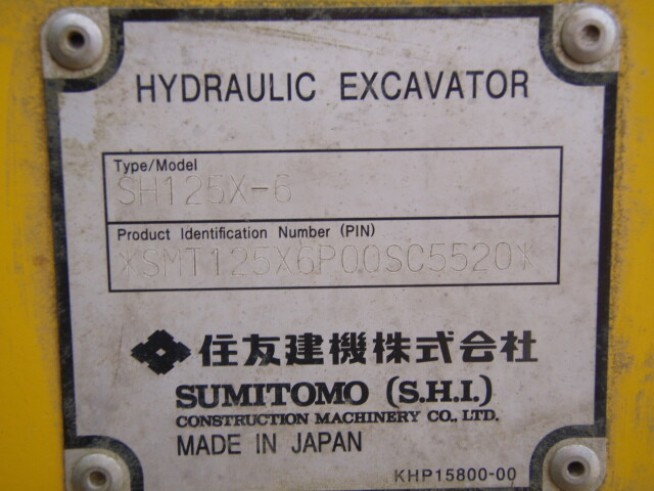 HYDRAULIC EXCAVATOR
Type/Model
SH125X-6
Product Identification Number (PIN)
*SMT125X6P00SC5520*
住友建機株式会社
SUMITOMO (S.H.I.)
CONSTRUCTION MACHINERY CO., LTD.
MADE IN JAPAN
KHP15800-00